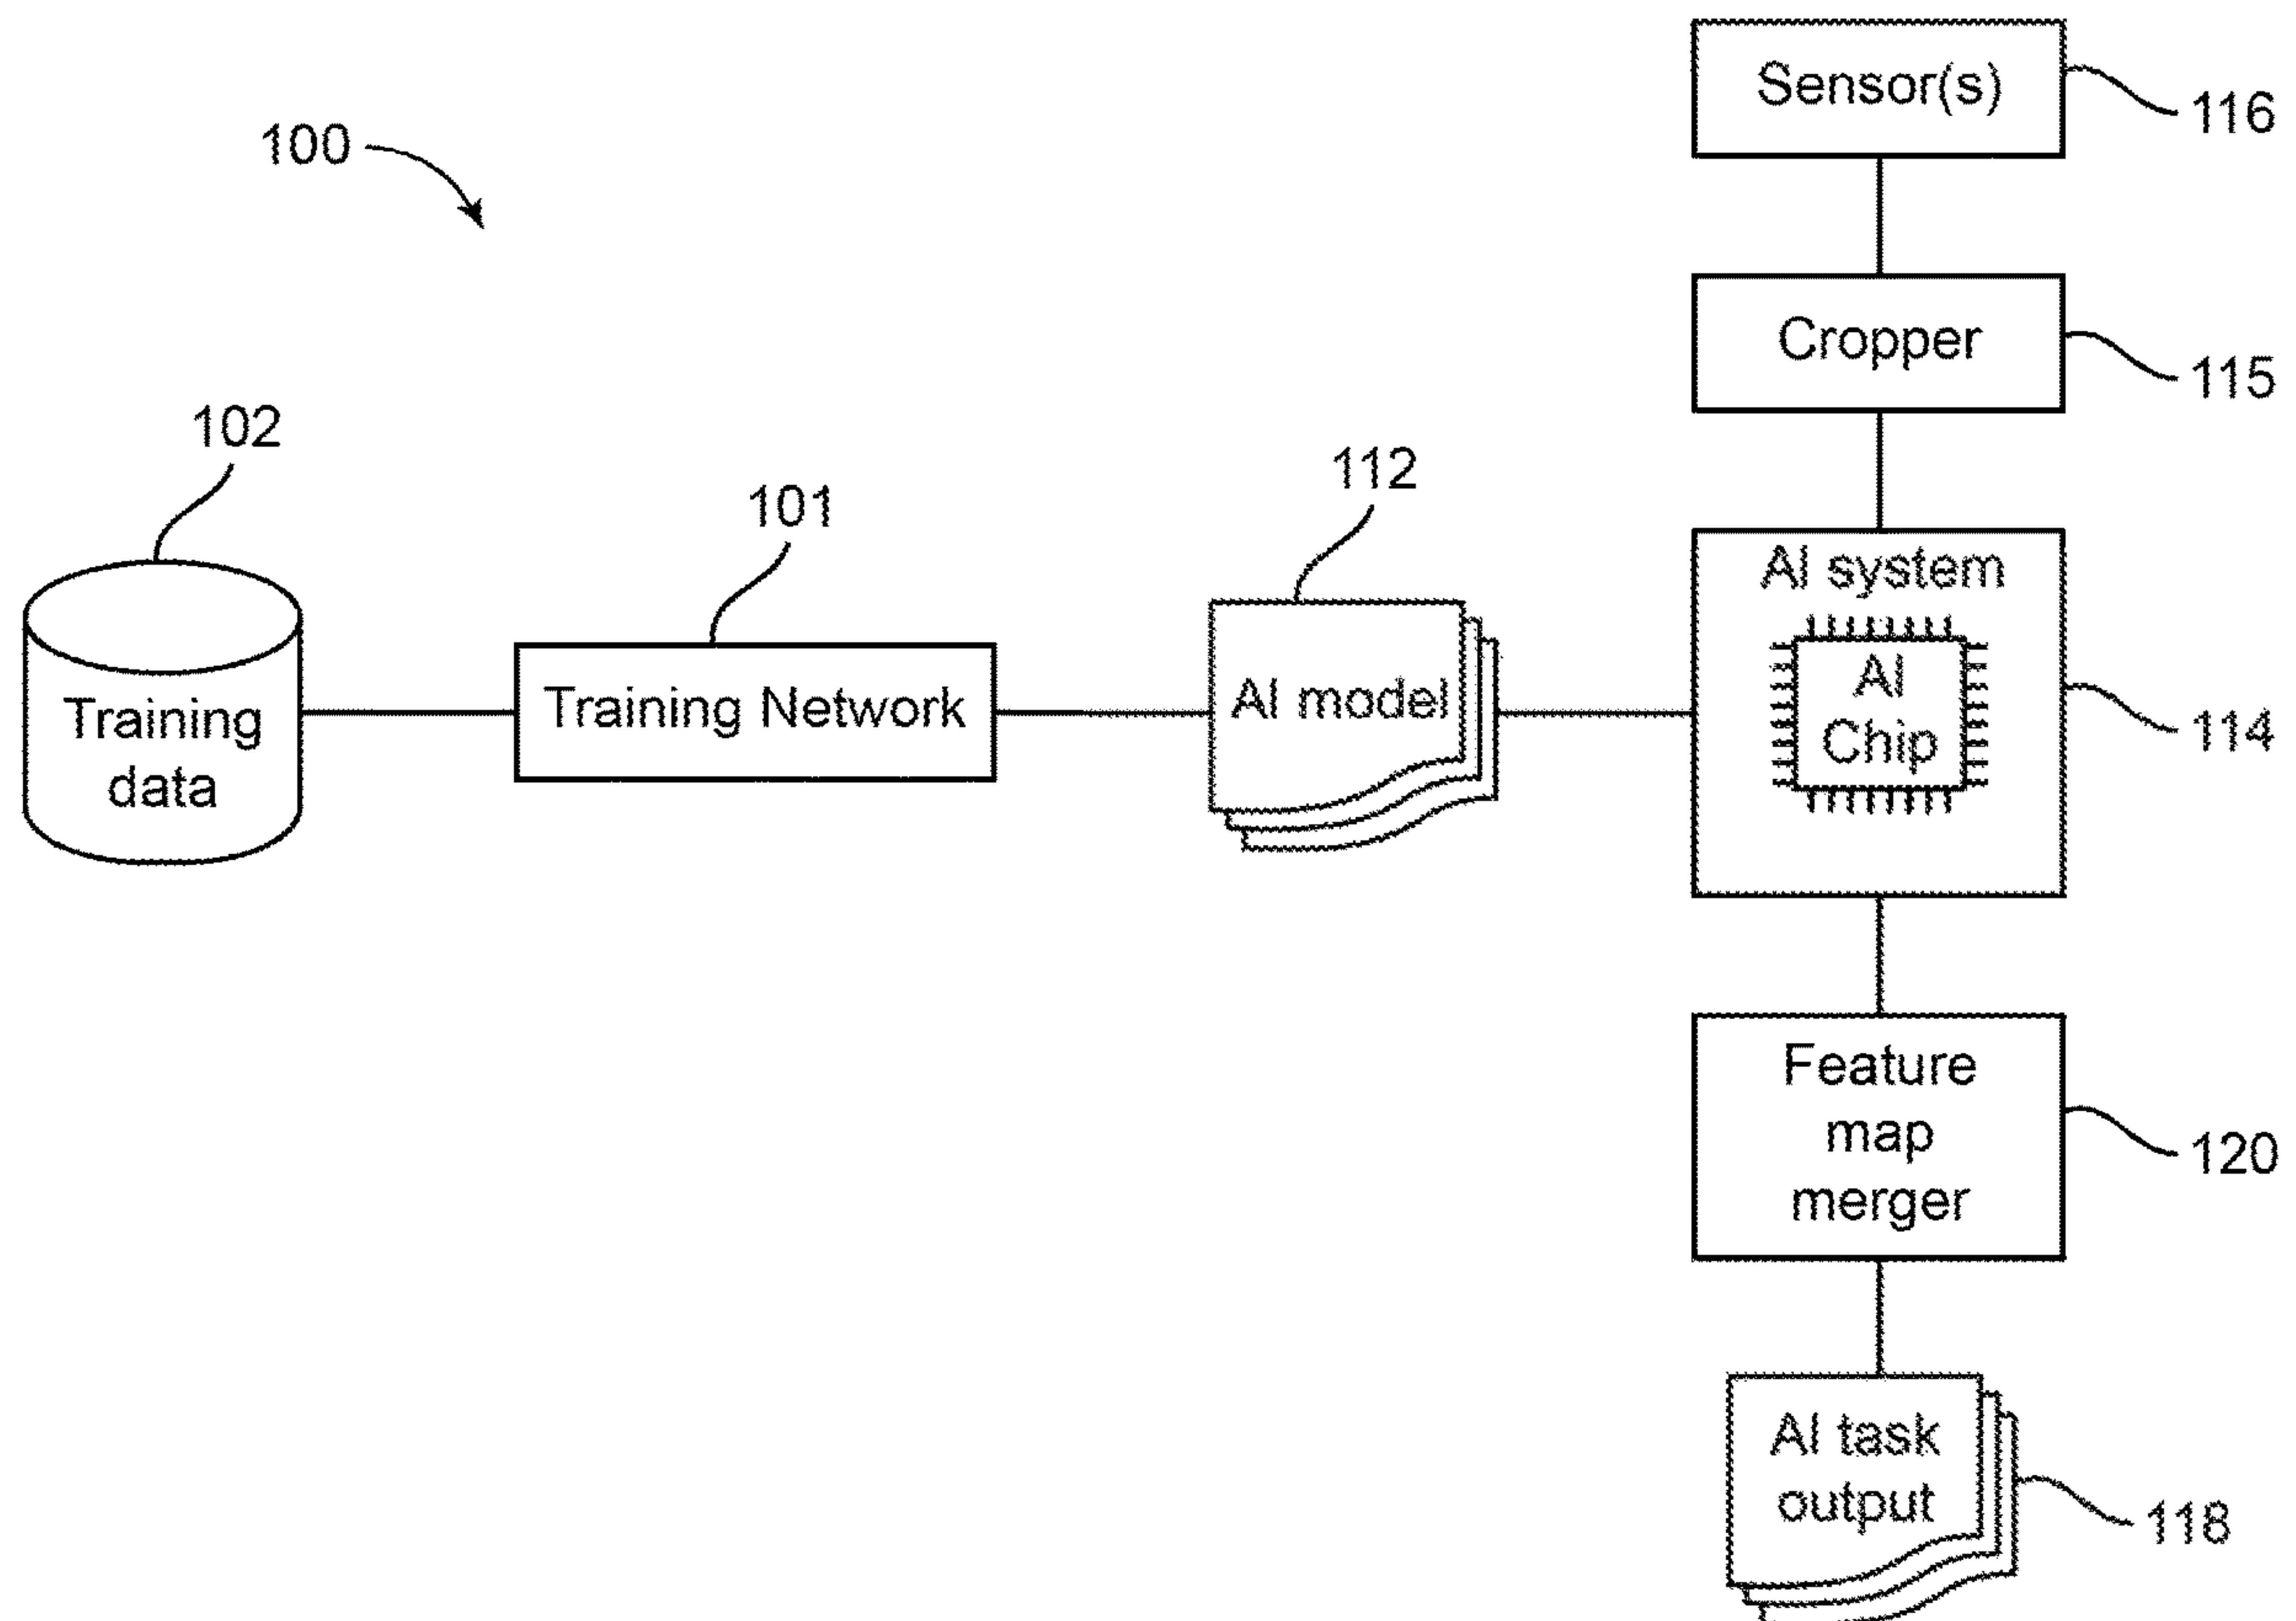 Sensor(s)
116
100
Cropper
115
102
112
101
AI system
Training Network
AI model
AI
Chip
Training
data
114
Feature
map
merger
120
AI task
output
118